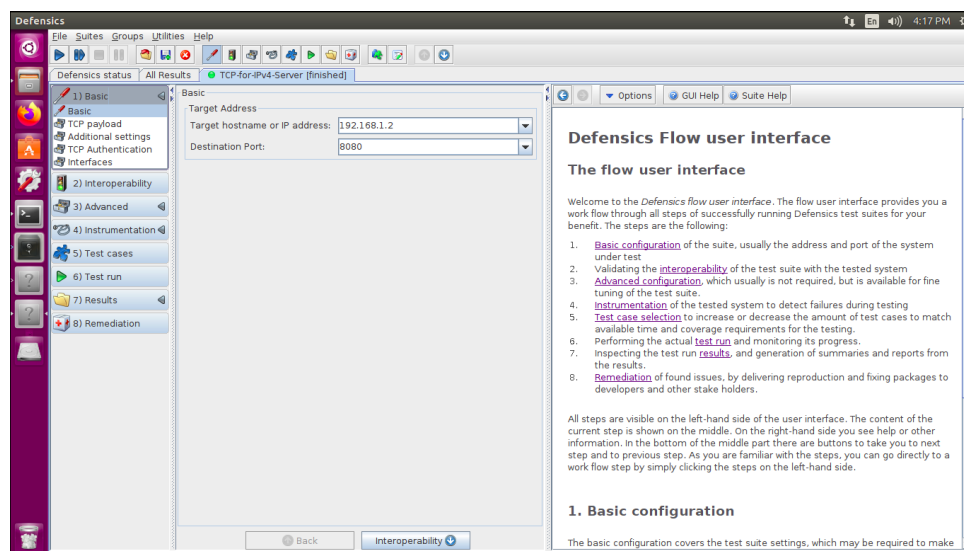 Defensics
En
4:17 PM
File Suites Groups Utilities Help
Defensics status
All Results
TCP-for-IPv4-Server [finished]
1) Basic
Basic
TCP payload
Additional settings
TCP Authentication
Interfaces
2) Interoperability
3) Advanced
4) Instrumentation
5) Test cases
6) Test run
7) Results
8) Remediation
Basic
Target Address
Target hostname or IP address: 192.168.1.2
Destination Port: 8080
Back
Interoperability
Options
GUI Help
Suite Help
Defensics Flow user interface
The flow user interface
Welcome to the Defensics flow user interface. The flow user interface provides you a
work flow through all steps of successfully running Defensics test suites for your
benefit. The steps are the following:
1. Basic configuration of the suite, usually the address and port of the system
under test
2. Validating the interoperability of the test suite with the tested system
3. Advanced configuration, which usually is not required, but is available for fine
tuning of the test suite.
4. Instrumentation of the tested system to detect failures during testing
5. Test case selection to increase or decrease the amount of test cases to match
available time and coverage requirements for the testing.
6. Performing the actual test run and monitoring its progress.
7. Inspecting the test run results, and generation of summaries and reports from
the results.
8. Remediation of found issues, by delivering reproduction and fixing packages to
developers and other stake holders.
All steps are visible on the left-hand side of the user interface. The content of the
current step is shown on the middle. On the right-hand side you see help or other
information. In the bottom of the middle part there are buttons to take you to next
step and to previous step. As you are familiar with the steps, you can go directly to a
work flow step by simply clicking the steps on the left-hand side.
1. Basic configuration
The basic configuration covers the test suite settings, which may be required to make